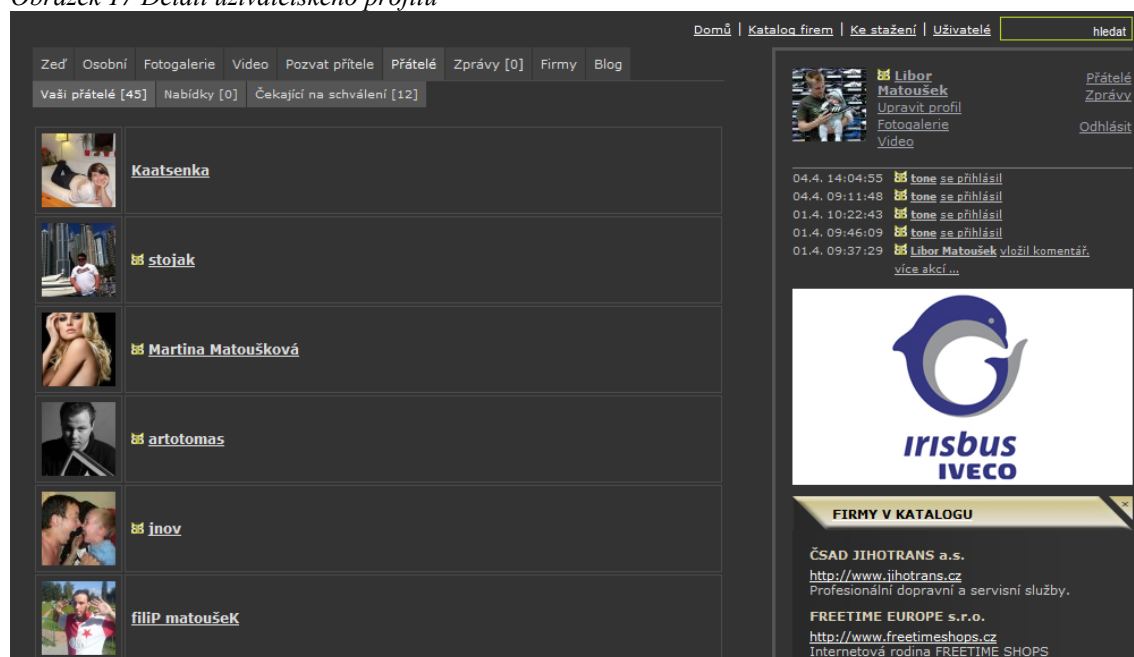 Obrázek 17 Detail uživatelského profilu
Domů | Katalog firem | Ke stažení | Uživatelé hledat
Zeď Osobní Fotogalerie Video Pozvat přítele Přátelé Zprávy [0] Firmy Blog
Vaši přátelé [45] Nabídky [0] Čekající na schválení [12]
Kaatsenka
stojak
Martina Matoušková
artotomas
jnov
filiP matoušeK
Libor
Matoušek
Upravit profil
Fotogalerie
Video
Přátelé
Zprávy
Odhlásit
04.4. 14:04:55 tone se přihlásil
04.4. 09:11:48 tone se přihlásil
01.4. 10:22:43 tone se přihlásil
01.4. 09:46:09 tone se přihlásil
01.4. 09:37:29 Libor Matoušek vložil komentář.
více akcí ...
irisbus
IVECO
FIRMY V KATALOGU
×
ČSAD JIHOTRANS a.s.
http://www.jihotrans.cz
Profesionální dopravní a servisní služby.
FREETIME EUROPE s.r.o.
http://www.freetimeshops.cz
Internetová rodina FREETIME SHOPS